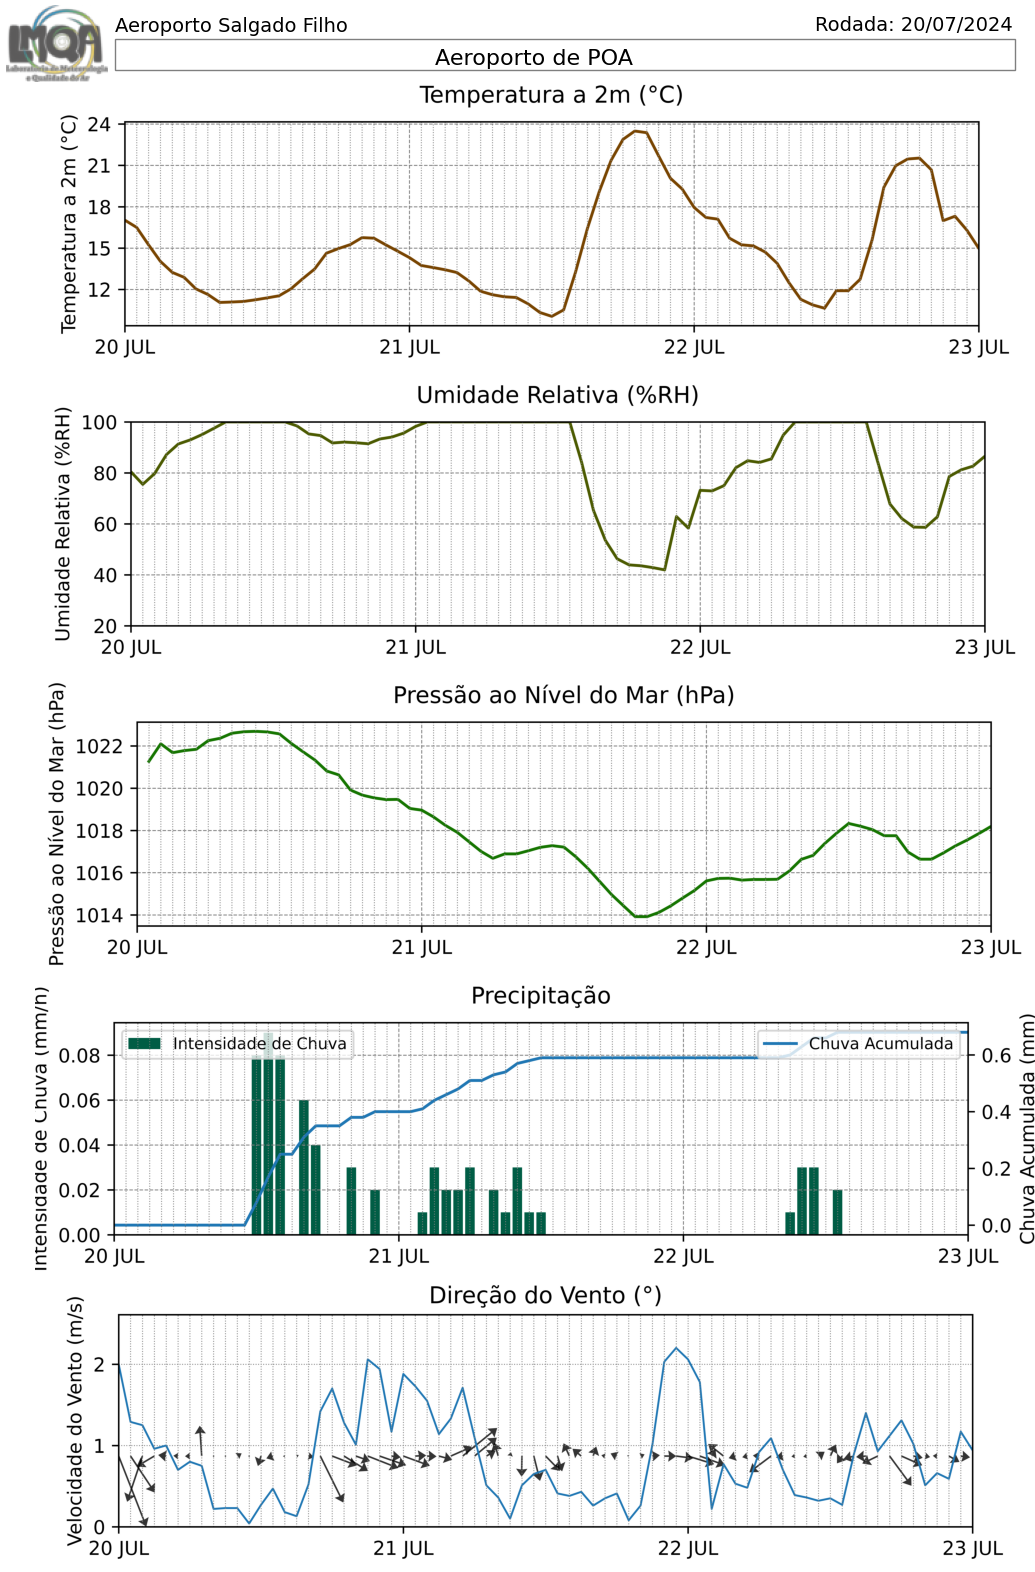 LMQA
Laboratório de Meteorologia
e Qualidade do Ar
Aeroporto Salgado Filho
Rodada: 20/07/2024
Aeroporto de POA
Temperatura a 2m (°C)
Temperatura a 2m (°C)
24
21
18
15
12
20 JUL
21 JUL
22 JUL
23 JUL
Umidade Relativa (%RH)
Umidade Relativa (%RH)
100
80
60
40
20
20 JUL
21 JUL
22 JUL
23 JUL
Pressão ao Nível do Mar (hPa)
Pressão ao Nível do Mar (hPa)
1022
1020
1018
1016
1014
20 JUL
21 JUL
22 JUL
23 JUL
Precipitação
Intensidade de Chuva (mm/h)
Intensidade de Chuva
Chuva Acumulada
0.08
0.06
0.04
0.02
0.00
0.6
0.4
0.2
0.0
Chuva Acumulada (mm)
20 JUL
21 JUL
22 JUL
23 JUL
Direção do Vento (°)
Velocidade do Vento (m/s)
2
1
0
20 JUL
21 JUL
22 JUL
23 JUL